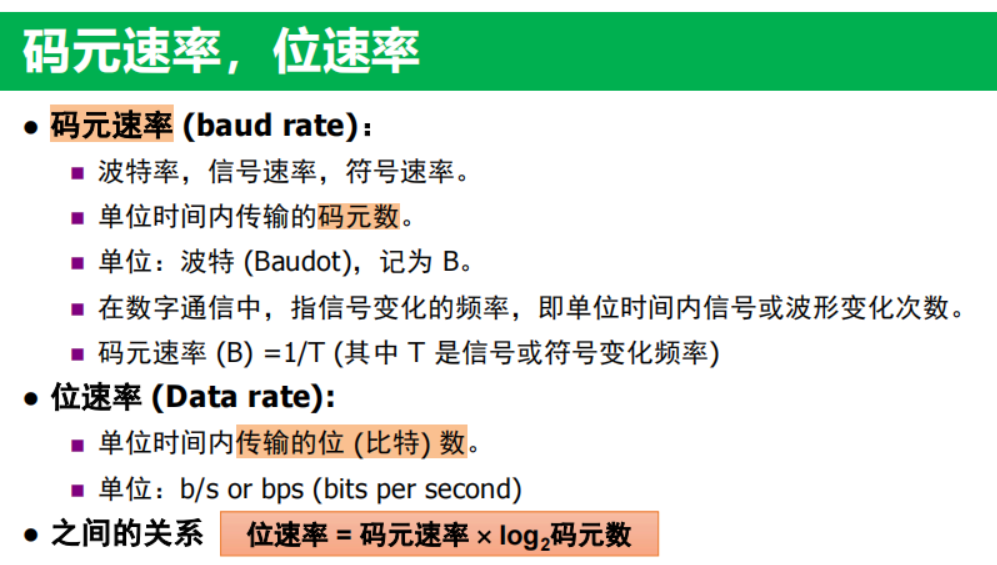 码元速率，位速率
● 码元速率 (baud rate)：
■ 波特率，信号速率，符号速率。
■ 单位时间内传输的码元数。
■ 单位：波特 (Baudot)，记为 B。
■ 在数字通信中，指信号变化的频率，即单位时间内信号或波形变化次数。
■ 码元速率 (B) =1/T (其中 T 是信号或符号变化频率)
● 位速率 (Data rate):
■ 单位时间内传输的位 (比特) 数。
■ 单位：b/s or bps (bits per second)
● 之间的关系 位速率 = 码元速率 × log₂码元数